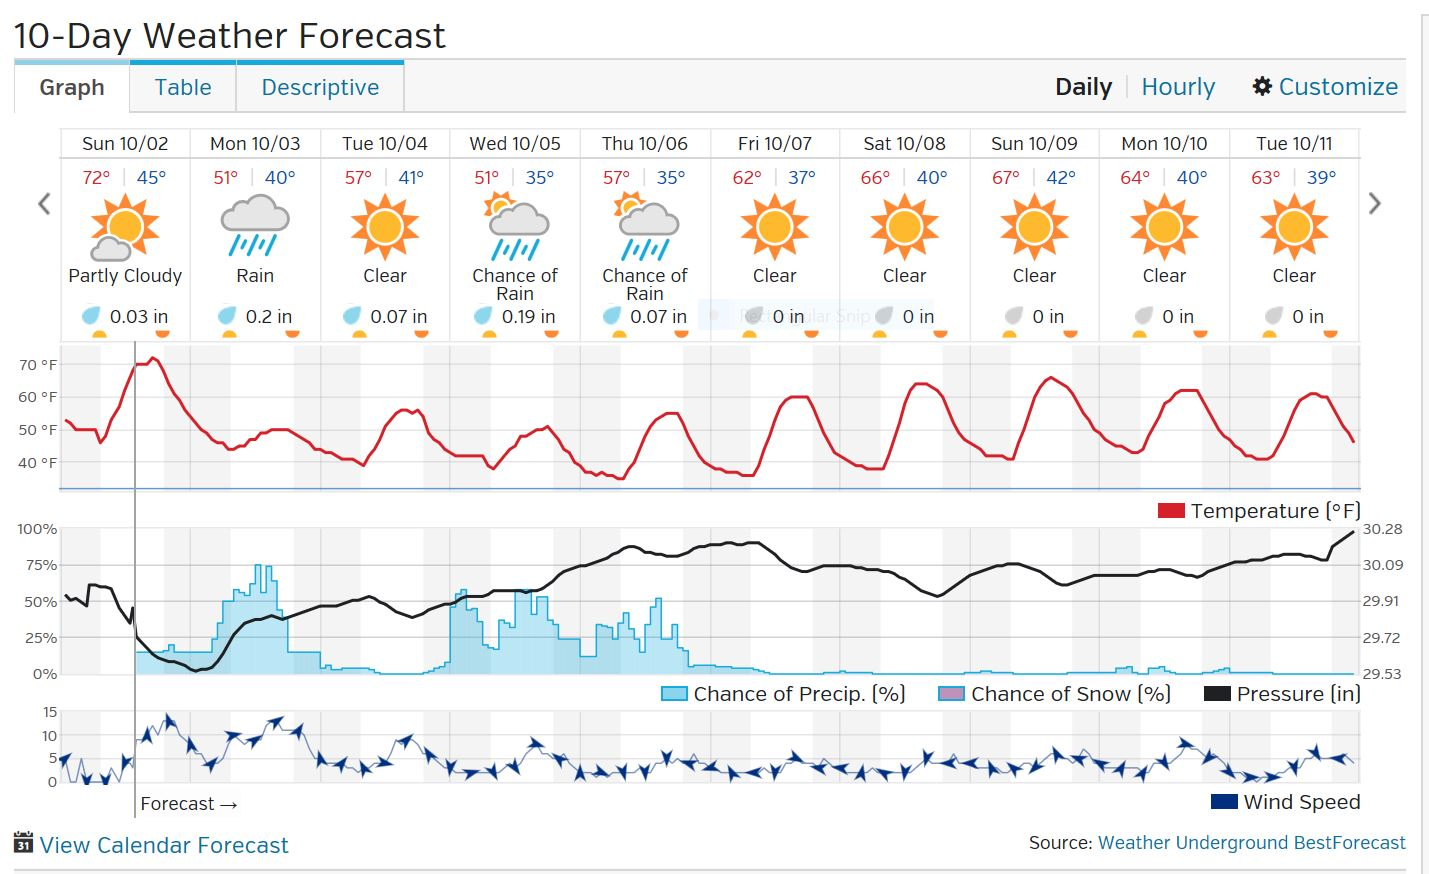 10-Day Weather Forecast
Graph Table Descriptive Daily Hourly Customize
Sun 10/02 Mon 10/03 Tue 10/04 Wed 10/05 Thu 10/06 Fri 10/07 Sat 10/08 Sun 10/09 Mon 10/10 Tue 10/11
72° | 45° 51° | 40° 57° | 41° 51° | 35° 57° | 35° 62° | 37° 66° | 40° 67° | 42° 64° | 40° 63° | 39°
Partly Cloudy Rain Clear Chance of Chance of Clear Clear Clear Clear Clear
Rain Rain
0.03 in 0.2 in 0.07 in 0.19 in 0.07 in 0 in 0 in 0 in 0 in 0 in
Rectangular Snip
70 °F
60 °F
50 °F
40 °F
Temperature (°F)
100% 30.28
75% 30.09
50% 29.91
25% 29.72
0% 29.53
Chance of Precip. (%) Chance of Snow (%) Pressure (in)
15
10
5
0
Forecast → Wind Speed
31 View Calendar Forecast Source: Weather Underground BestForecast